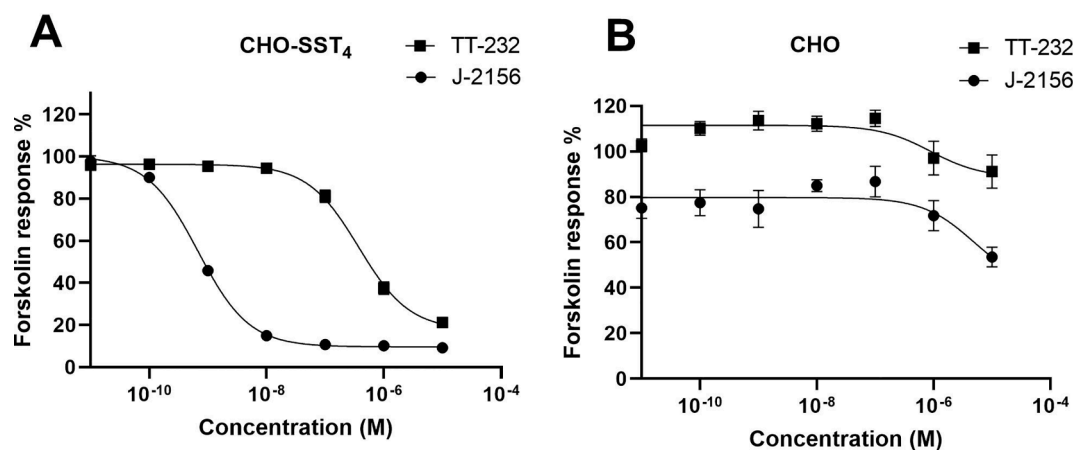 A
CHO-SST₄
TT-232
J-2156
Forskolin response %
120
100
80
60
40
20
0
10⁻¹⁰
10⁻⁸
10⁻⁶
10⁻⁴
Concentration (M)
B
CHO
TT-232
J-2156
Forskolin response %
120
100
80
60
40
20
0
10⁻¹⁰
10⁻⁸
10⁻⁶
10⁻⁴
Concentration (M)